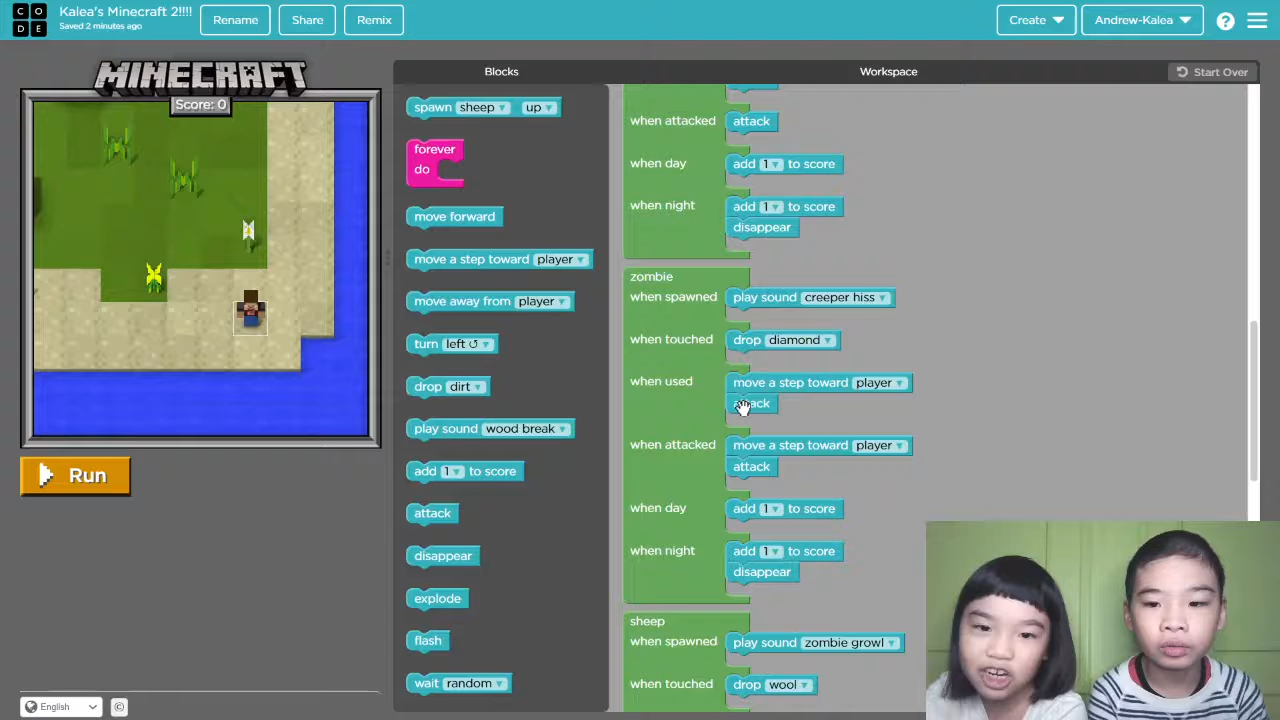 CODE
Kalea's Minecraft 2!!!!
Saved 2 minutes ago
Rename
Share
Remix
Create
Andrew-Kalea
?
MINECRAFT
Score: 0
Run
English
©
Blocks
Workspace
Start Over
spawn sheep up
forever
do
move forward
move a step toward player
move away from player
turn left
drop dirt
play sound wood break
add 1 to score
attack
disappear
explode
flash
wait random
when attacked attack
when day add 1 to score
when night add 1 to score
disappear
zombie
when spawned play sound creeper hiss
when touched drop diamond
when used move a step toward player
attack
when attacked move a step toward player
attack
when day add 1 to score
when night add 1 to score
disappear
sheep
when spawned play sound zombie growl
when touched drop wool